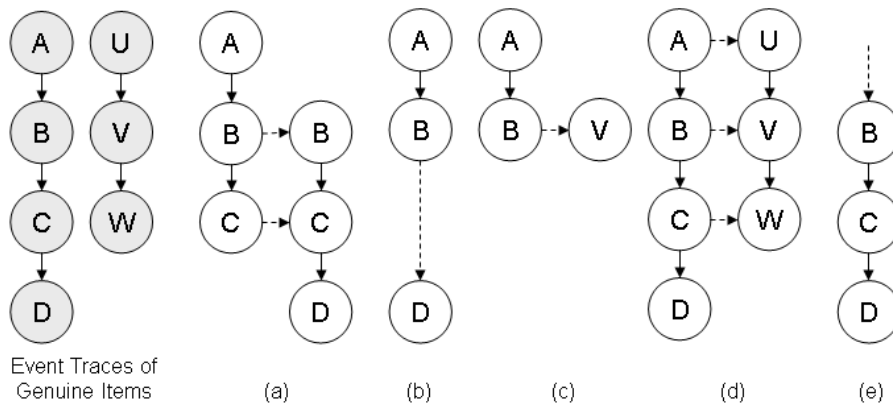 A U A A A A U
B V B B B B V B V B
C W C C C W C
D D D D D
Event Traces of
Genuine Items (a) (b) (c) (d) (e)